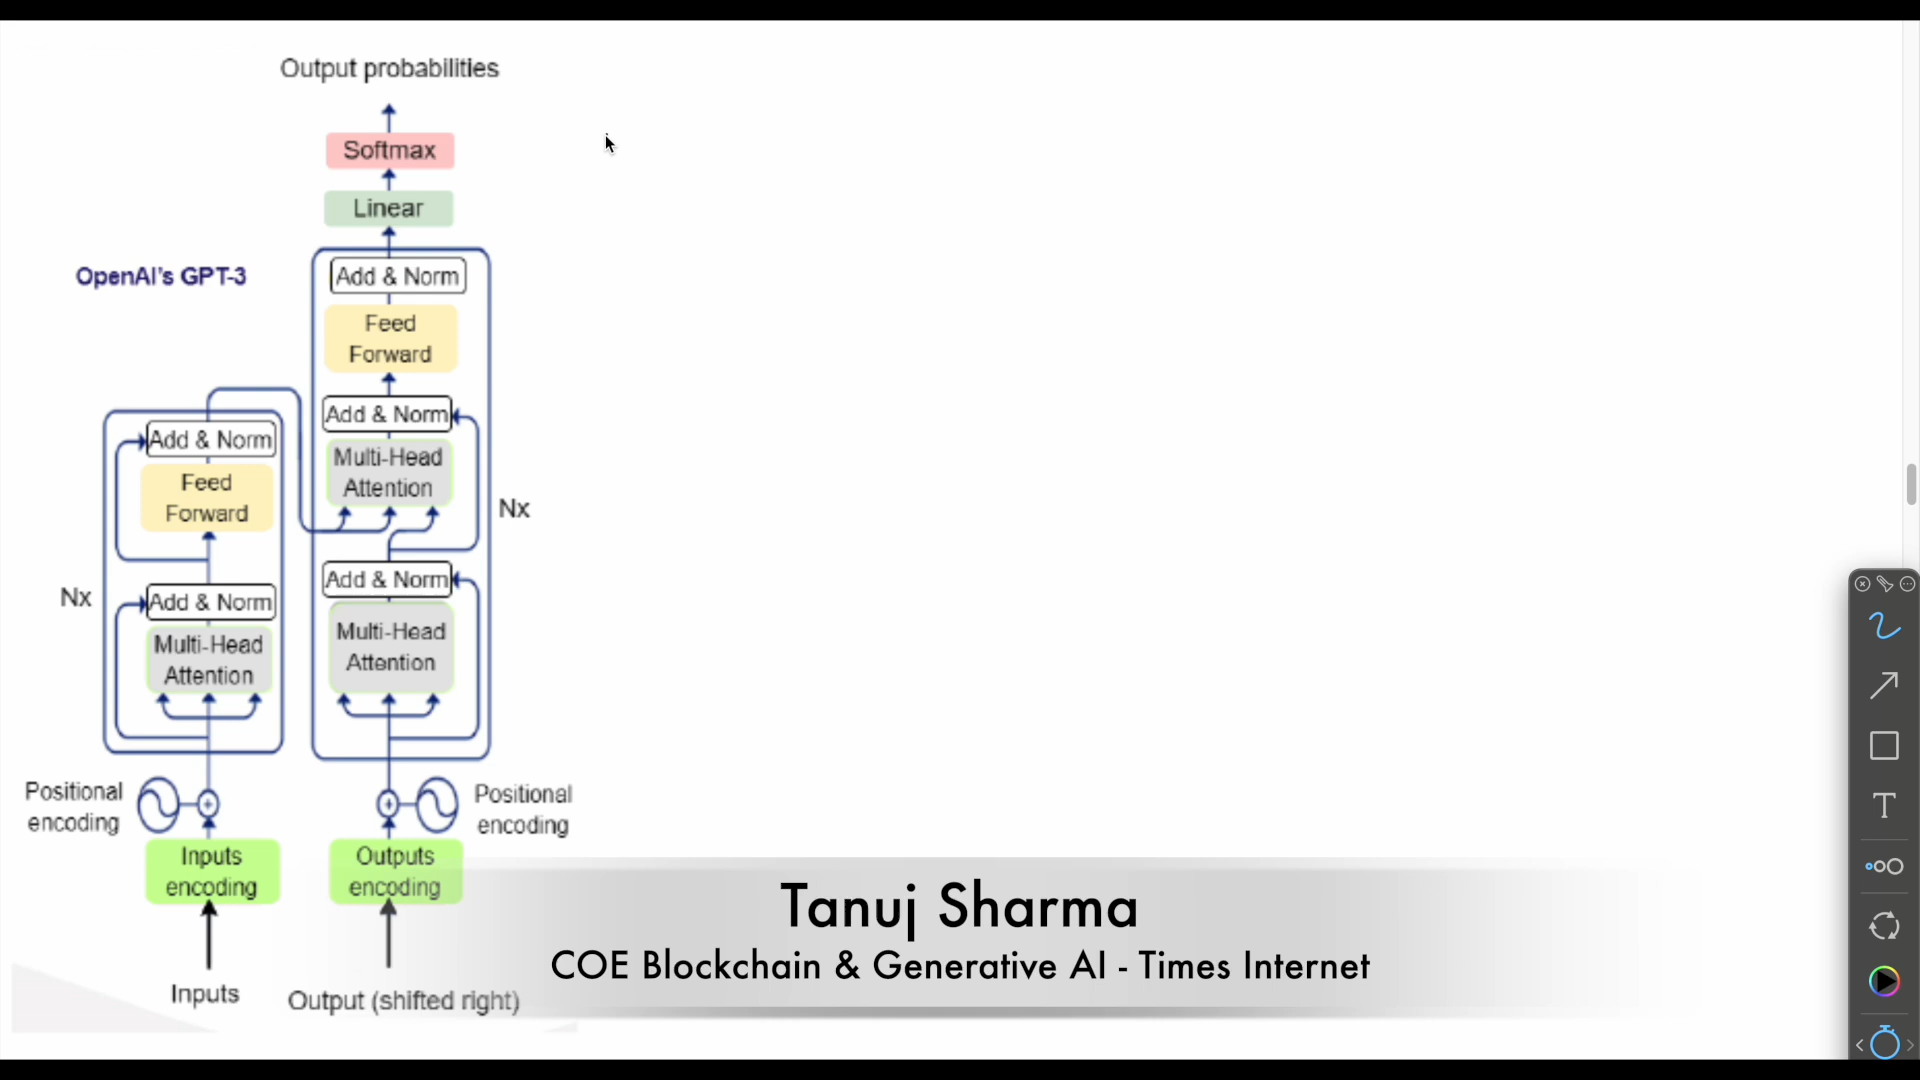 Output probabilities
Softmax
Linear
OpenAI's GPT-3
Add & Norm
Feed
Forward
Add & Norm
Multi-Head
Attention
Nx
Add & Norm
Multi-Head
Attention
Add & Norm
Feed
Forward
Nx
Add & Norm
Multi-Head
Attention
Positional
encoding
Positional
encoding
Inputs
encoding
Outputs
encoding
Inputs
Output (shifted right)
Tanuj Sharma
COE Blockchain & Generative AI - Times Internet
T